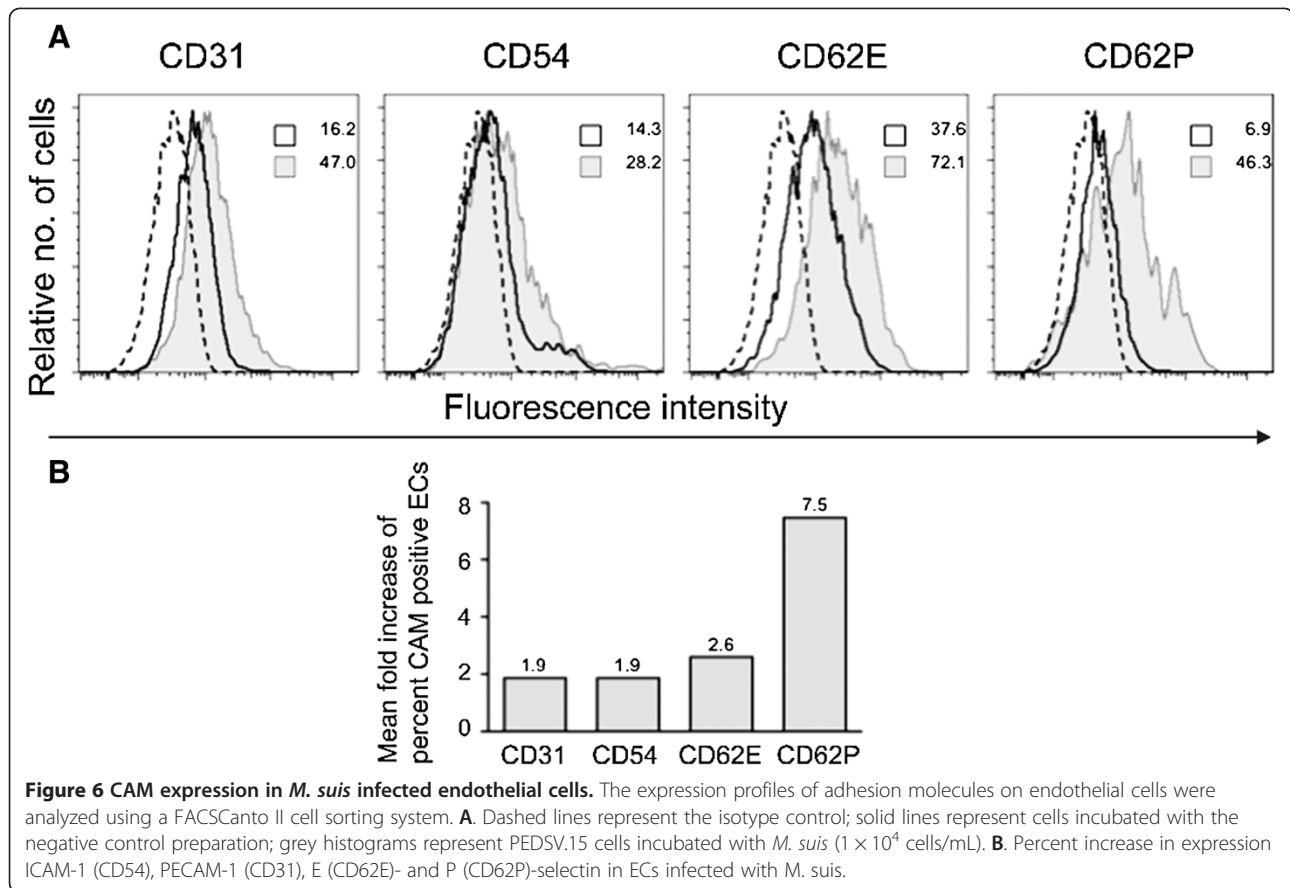 A
CD31 CD54 CD62E CD62P
Relative no. of cells
16.2
47.0
14.3
28.2
37.6
72.1
6.9
46.3
Fluorescence intensity
B
Mean fold increase of
percent CAM positive ECs
8
6
4
2
0
1.9 1.9 2.6 7.5
CD31 CD54 CD62E CD62P
Figure 6 CAM expression in M. suis infected endothelial cells. The expression profiles of adhesion molecules on endothelial cells were
analyzed using a FACSCanto II cell sorting system. A. Dashed lines represent the isotype control; solid lines represent cells incubated with the
negative control preparation; grey histograms represent PEDSV.15 cells incubated with M. suis (1 × 10⁴ cells/mL). B. Percent increase in expression
ICAM-1 (CD54), PECAM-1 (CD31), E (CD62E)- and P (CD62P)-selectin in ECs infected with M. suis.